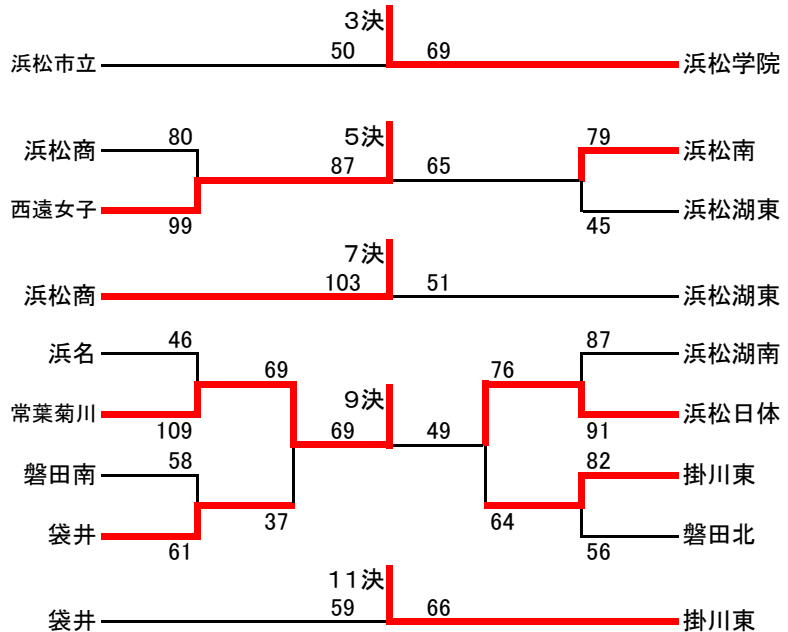 3決
50 69
浜松市立 浜松学院
80 5決 79
浜松商 87 65 浜松南
西遠女子 浜松湖東
99 45
7決
103 51
浜松商 浜松湖東
46 87
浜名 69 76 浜松湖南
9決
常葉菊川 69 49 浜松日体
109 91
58 82
磐田南 掛川東
37 64
袋井 磐田北
61 56
11決
59 66
袋井 掛川東